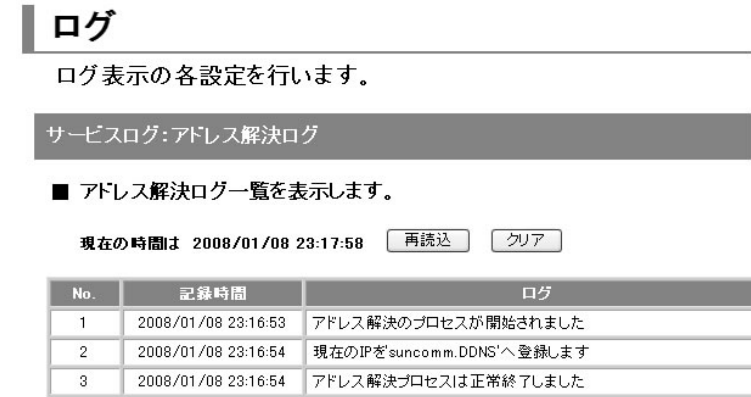 ログ
ログ表示の各設定を行います。
サービスログ:アドレス解決ログ
■ アドレス解決ログ一覧を表示します。
現在の時間は 2008/01/08 23:17:58 再読込 クリア
No. 記録時間 ログ
1 2008/01/08 23:16:53 アドレス解決のプロセスが開始されました
2 2008/01/08 23:16:54 現在のIPを'suncomm.DDNS'へ登録します
3 2008/01/08 23:16:54 アドレス解決プロセスは正常終了しました